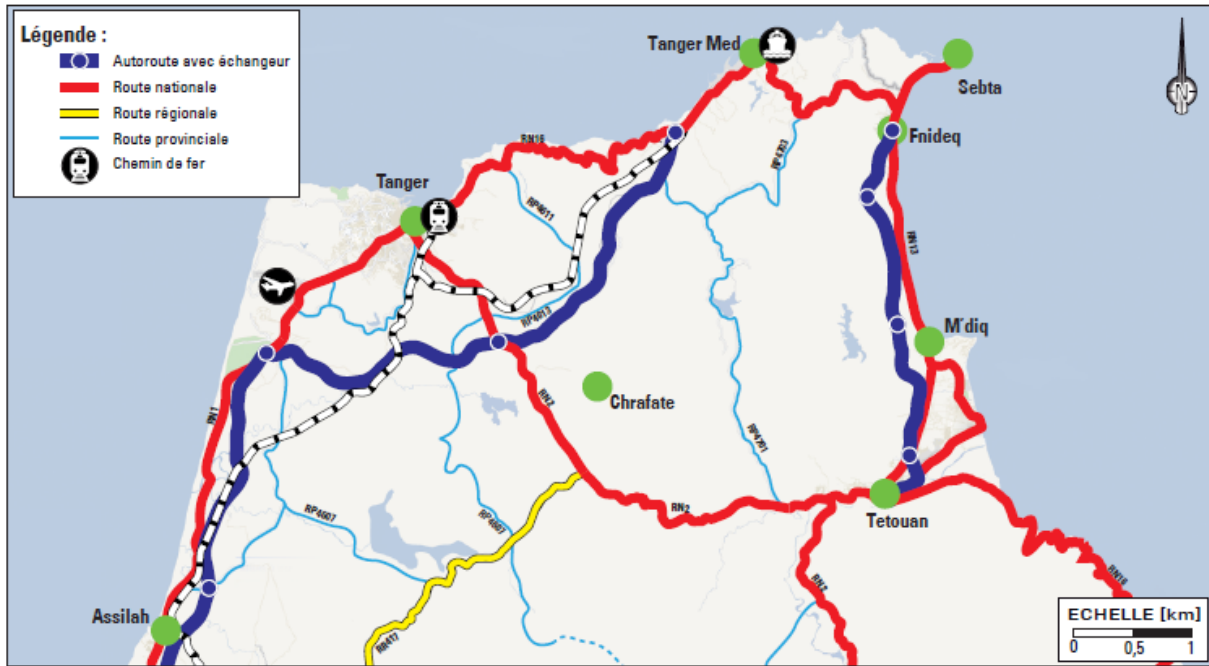 Légende :
Autoroute avec échangeur
Route nationale
Route régionale
Route provinciale
Chemin de fer
Tanger Med
Sebta
N
Fnideq
RN16
RP4703
Tanger
RP4611
RN13
RP4613
M'diq
RN1
Chrafate
RN2
RP4701
RN2
Tetouan
RP4607
RP4607
RN2
RN16
Assilah
RN417
ECHELLE [km]
0 0,5 1